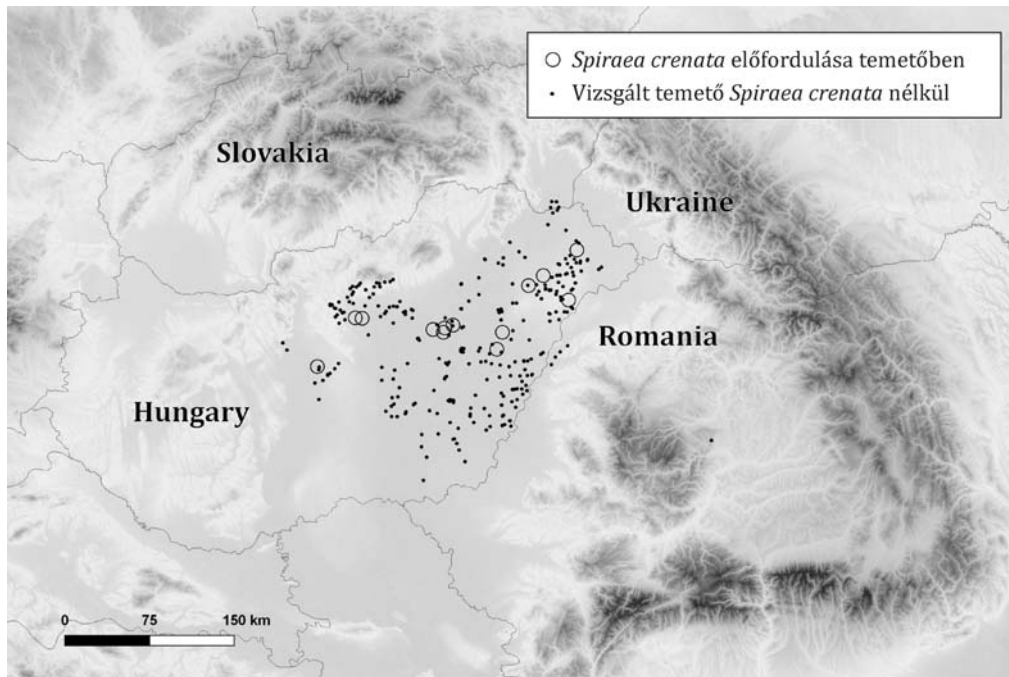 Spiraea crenata előfordulása temetőben
Vizsgált temető Spiraea crenata nélkül
Slovakia
Ukraine
Romania
Hungary
0 75 150 km